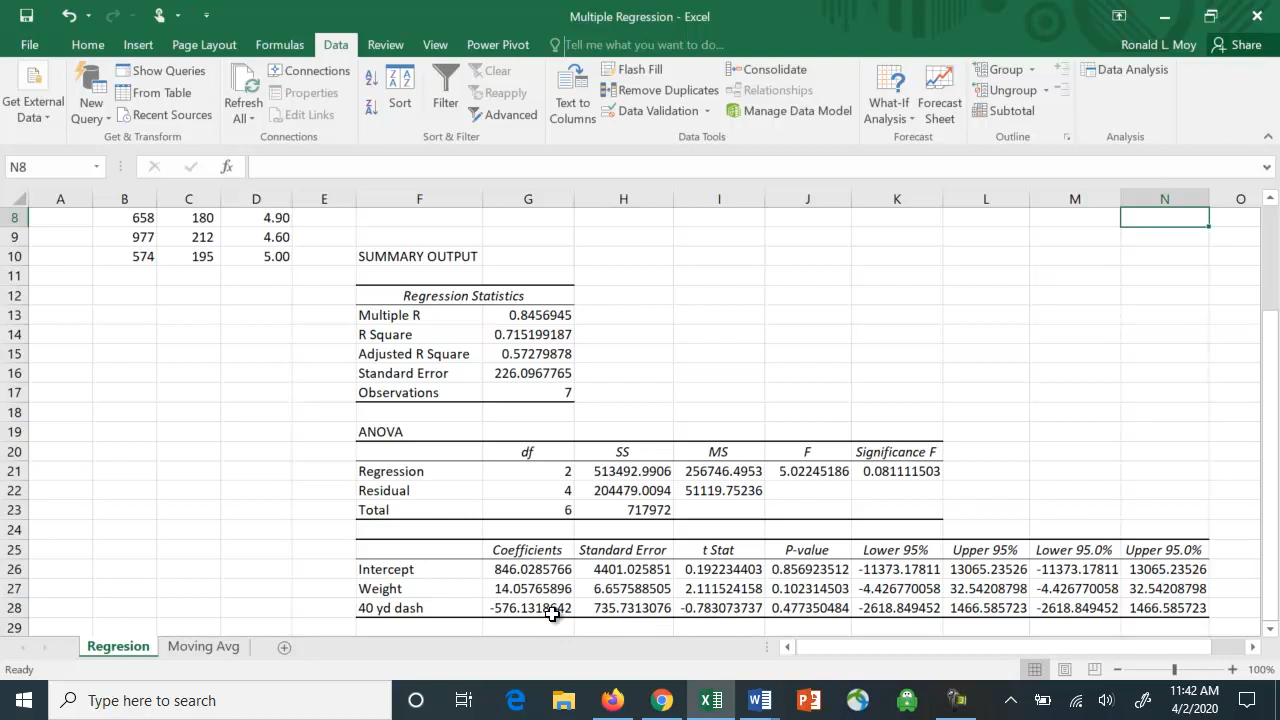 Multiple Regression - Excel
File Home Insert Page Layout Formulas Data Review View Power Pivot Tell me what you want to do... Ronald L. Moy Share
Get External Data
New Query
Show Queries
From Table
Recent Sources
Get & Transform
Refresh All
Connections
Properties
Edit Links
Connections
Sort
Filter
Clear
Reapply
Advanced
Sort & Filter
Text to Columns
Flash Fill
Remove Duplicates
Data Validation
Consolidate
Relationships
Manage Data Model
Data Tools
What-If Analysis
Forecast Sheet
Forecast
Group
Ungroup
Subtotal
Outline
Data Analysis
Analysis
N8 fx
A B C D E F G H I J K L M N O
8 658 180 4.90
9 977 212 4.60
10 574 195 5.00 SUMMARY OUTPUT
11
12 Regression Statistics
13 Multiple R 0.8456945
14 R Square 0.715199187
15 Adjusted R Square 0.57279878
16 Standard Error 226.0967765
17 Observations 7
18
19 ANOVA
20 df SS MS F Significance F
21 Regression 2 513492.9906 256746.4953 5.02245186 0.081111503
22 Residual 4 204479.0094 51119.75236
23 Total 6 717972
24
25 Coefficients Standard Error t Stat P-value Lower 95% Upper 95% Lower 95.0% Upper 95.0%
26 Intercept 846.0285766 4401.025851 0.192234403 0.856923512 -11373.17811 13065.23526 -11373.17811 13065.23526
27 Weight 14.05765896 6.657588505 2.111524158 0.102314503 -4.426770058 32.54208798 -4.426770058 32.54208798
28 40 yd dash 735.7313076 -0.783073737 0.477350484 -2618.849452 1466.585723 -2618.849452 1466.585723
29
Regresion Moving Avg
Ready 100%
Type here to search
11:42 AM
4/2/2020